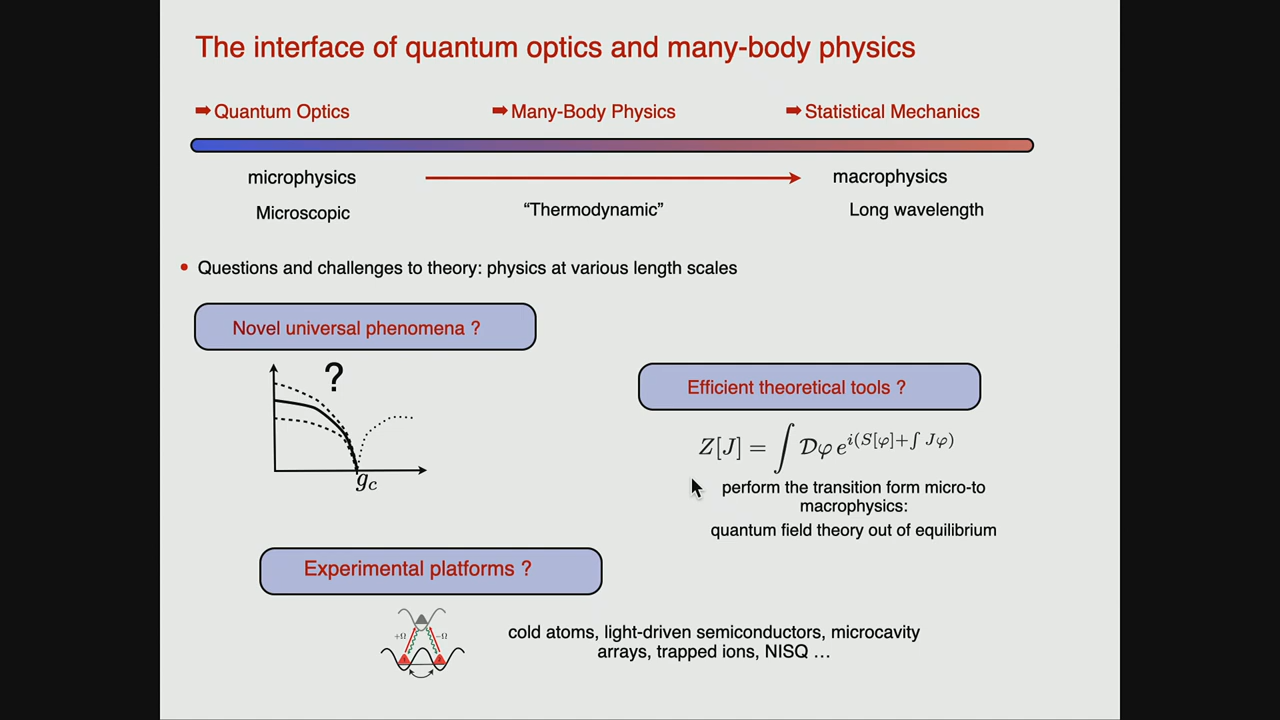 The interface of quantum optics and many-body physics
➡ Quantum Optics ➡ Many-Body Physics ➡ Statistical Mechanics
microphysics macrophysics
Microscopic “Thermodynamic” Long wavelength
• Questions and challenges to theory: physics at various length scales
Novel universal phenomena ?
?
g_c
Efficient theoretical tools ?
Z[J] = ∫ 𝒟φ e^{i(S[φ]+∫ Jφ)}
perform the transition form micro-to
macrophysics:
quantum field theory out of equilibrium
Experimental platforms ?
+Ω −Ω
cold atoms, light-driven semiconductors, microcavity
arrays, trapped ions, NISQ ...